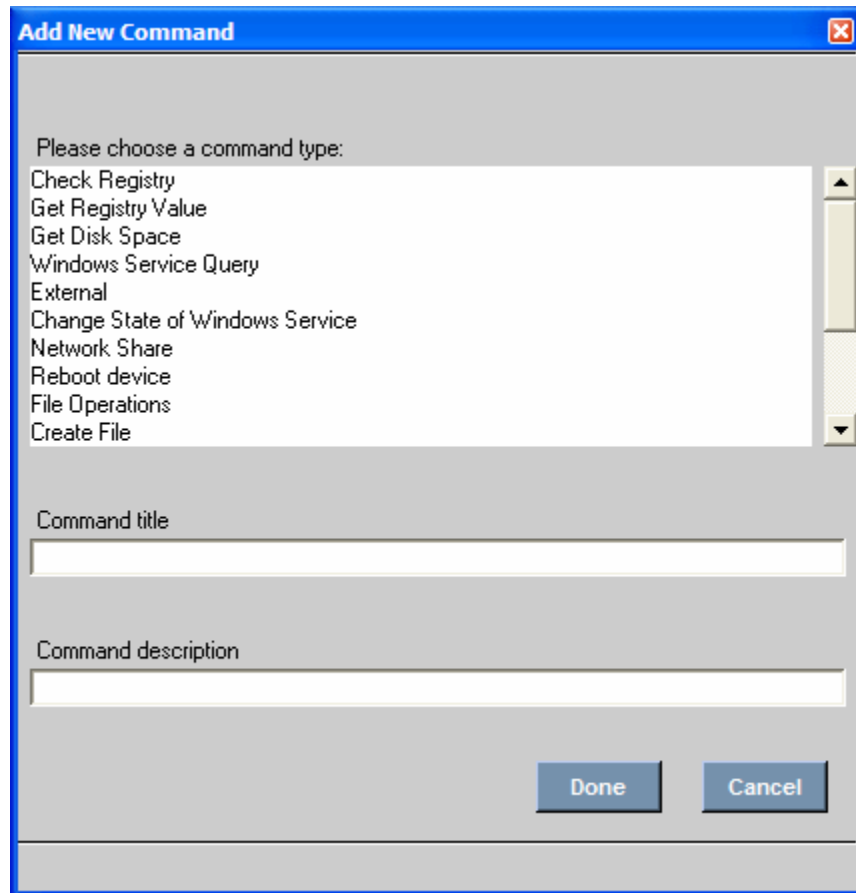 Add New Command
Please choose a command type:
Check Registry
Get Registry Value
Get Disk Space
Windows Service Query
External
Change State of Windows Service
Network Share
Reboot device
File Operations
Create File
Command title
Command description
Done
Cancel